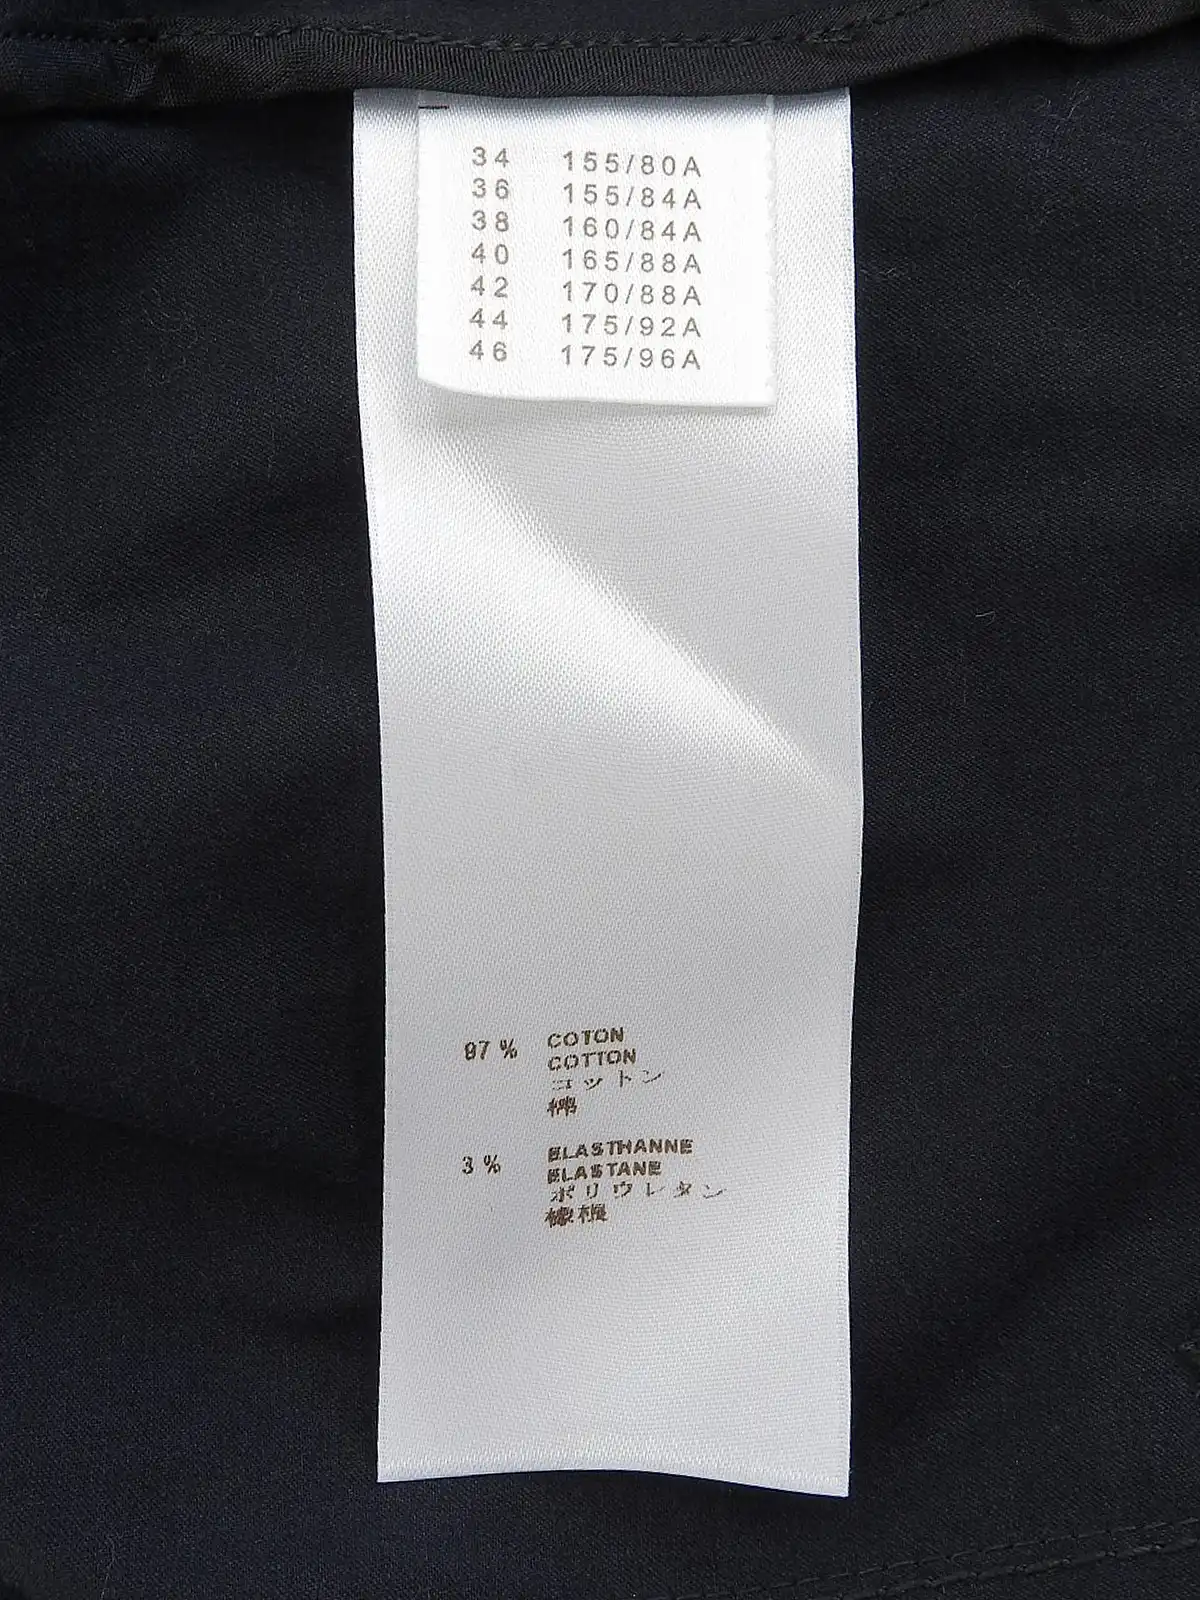 34 155/80A
36 155/84A
38 160/84A
40 165/88A
42 170/88A
44 175/92A
46 175/96A
97 % COTON
COTTON
コットン
棉
3 % ELASTHANNE
ELASTANE
ポリウレタン